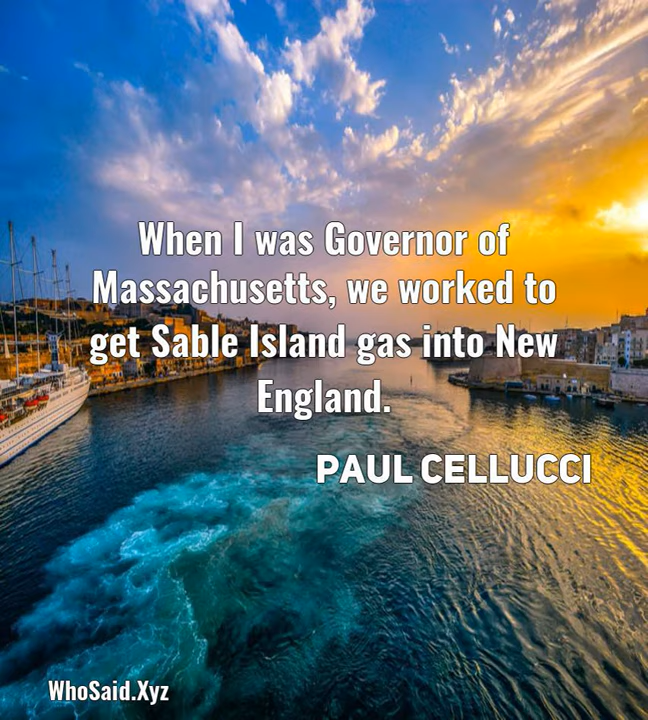 When I was Governor of
Massachusetts, we worked to
get Sable Island gas into New
England.
PAUL CELLUCCI
WhoSaid.Xyz